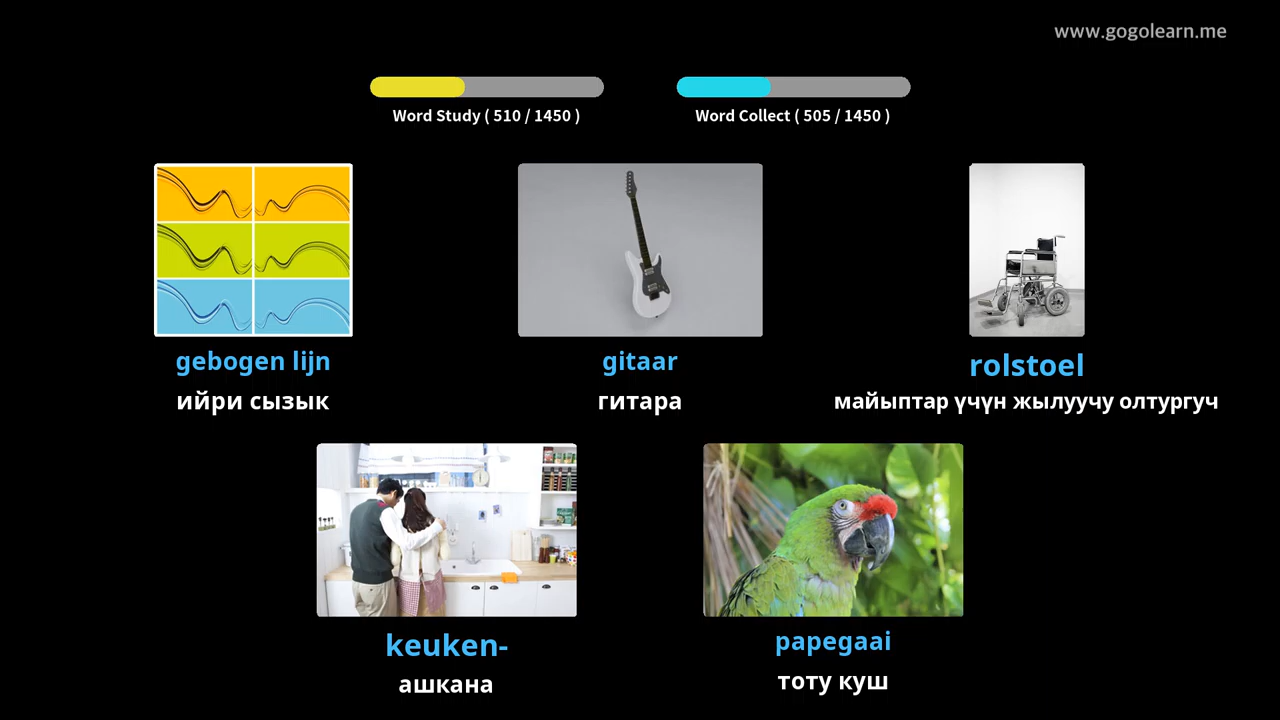 www.gogolearn.me
Word Study ( 510 / 1450 )
Word Collect ( 505 / 1450 )
gebogen lijn
ийри сызык
gitaar
гитара
rolstoel
майыптар үчүн жылуучу олтургуч
keuken-
ашкана
papegaai
тоту куш